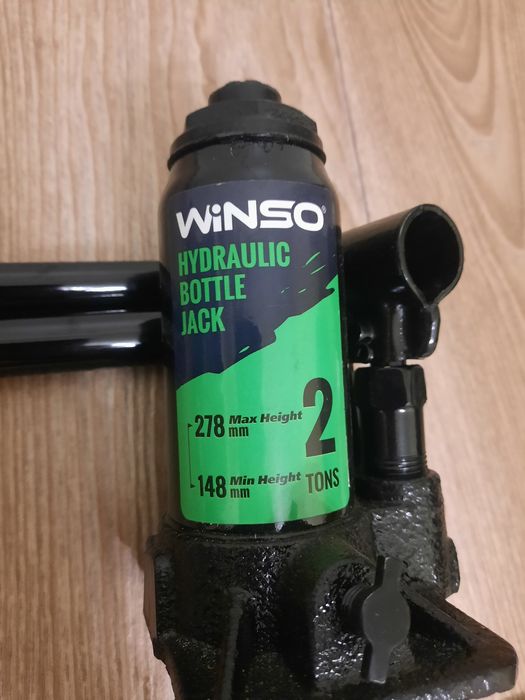 WiNSO®
HYDRAULIC
BOTTLE
JACK
278 mm Max Height
148 mm Min Height
2
TONS